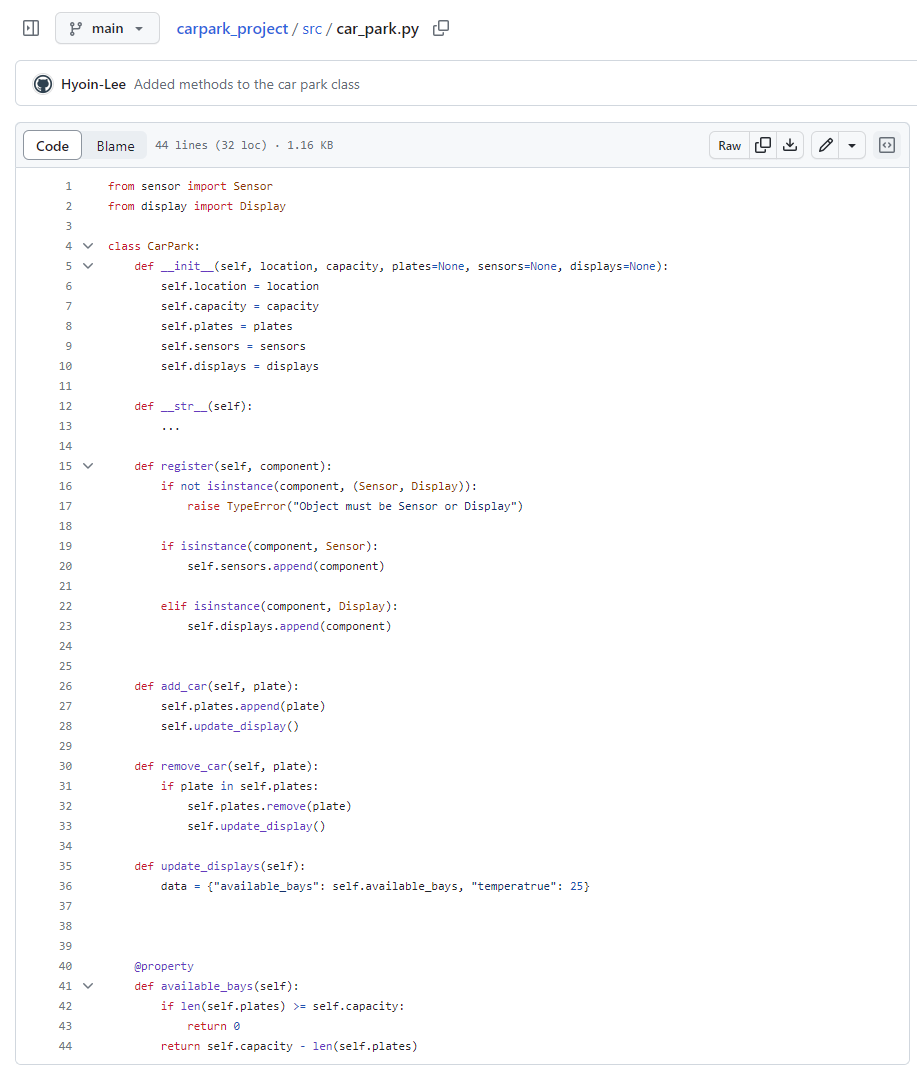 main
carpark_project / src / car_park.py
Hyoin-Lee Added methods to the car park class
Code Blame 44 lines (32 loc) · 1.16 KB Raw
1 from sensor import Sensor
2 from display import Display
3
4 class CarPark:
5     def __init__(self, location, capacity, plates=None, sensors=None, displays=None):
6         self.location = location
7         self.capacity = capacity
8         self.plates = plates
9         self.sensors = sensors
10         self.displays = displays
11
12     def __str__(self):
13         ...
14
15     def register(self, component):
16         if not isinstance(component, (Sensor, Display)):
17             raise TypeError("Object must be Sensor or Display")
18
19         if isinstance(component, Sensor):
20             self.sensors.append(component)
21
22         elif isinstance(component, Display):
23             self.displays.append(component)
24
25
26     def add_car(self, plate):
27         self.plates.append(plate)
28         self.update_display()
29
30     def remove_car(self, plate):
31         if plate in self.plates:
32             self.plates.remove(plate)
33             self.update_display()
34
35     def update_displays(self):
36         data = {"available_bays": self.available_bays, "temperatrue": 25}
37
38
39
40     @property
41     def available_bays(self):
42         if len(self.plates) >= self.capacity:
43             return 0
44         return self.capacity - len(self.plates)